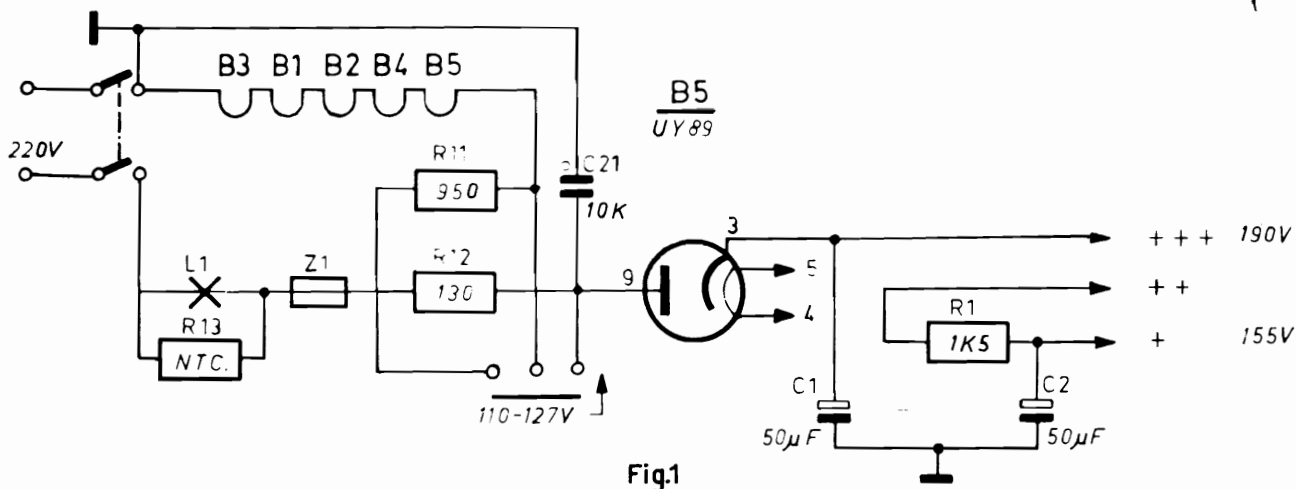 B3 B1 B2 B4 B5
B5
UY89
220V
R11
950
C21
10K
3
L1
Z1
R12
130
9
5
4
+ + + 190V
+ +
R1
1K5
+ 155V
R13
NTC.
110-127V
C1
50µF
C2
50µF
Fig.1